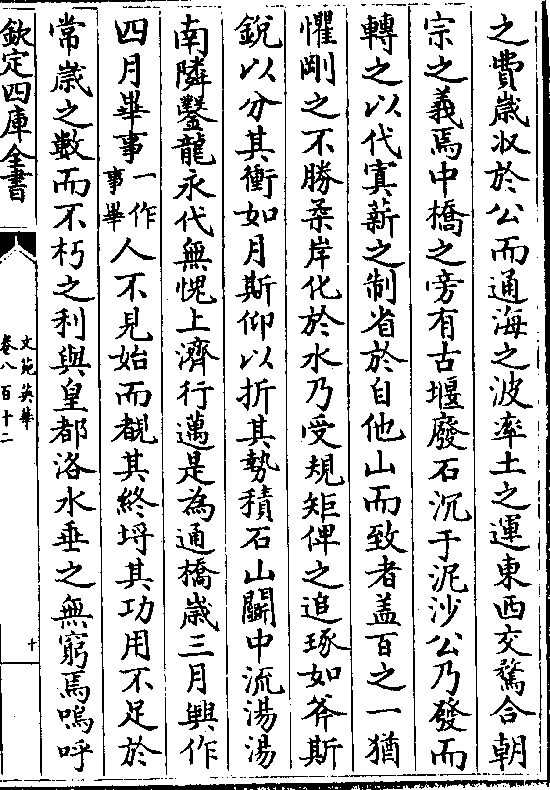 之費歲収於公而通海之波率土之運東西交騖合朝
宗之義焉中橋之旁有古堰廢石沉于泥沙公乃發而
轉之以代寘薪之制省於自他山而致者盖百之一猶
懼剛之不勝柔岸化於水乃受規矩俾之追琢如斧斯
銳以分其衝如月斯仰以折其勢積石山鬬中流湯湯
南隣鑿龍永代無愧上濟行邁是為通橋歲三月興作
四月畢事一作事畢人不見始而覩其終埒其功用不足於
常歲之數而不朽之利與皇都洛水垂之無窮焉嗚呼
欽定四庫全書
文苑英華
卷八百十二
十